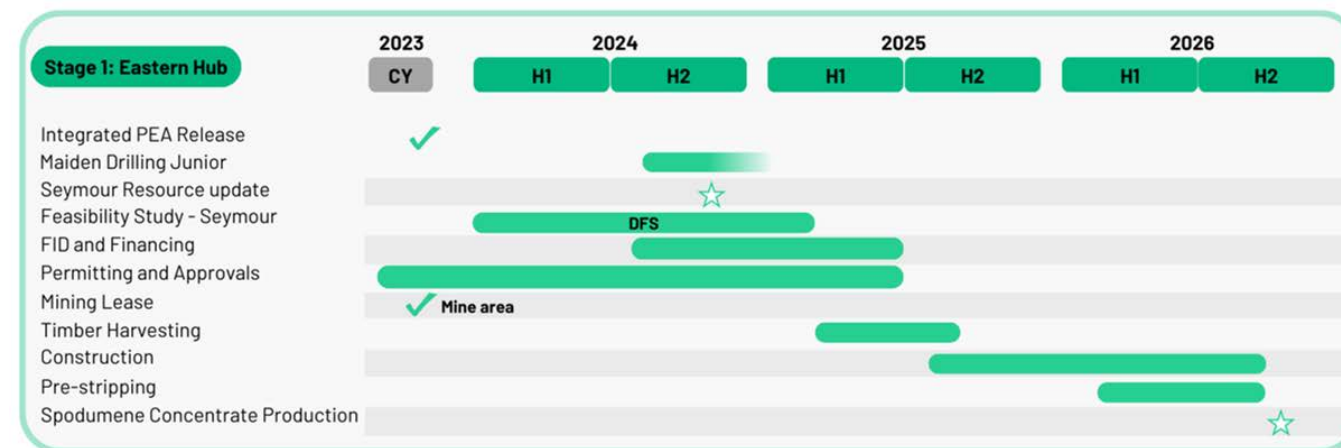 2023 2024 2025 2026
Stage 1: Eastern Hub
CY H1 H2 H1 H2 H1 H2
Integrated PEA Release
Maiden Drilling Junior
Seymour Resource update
Feasibility Study - Seymour DFS
FID and Financing
Permitting and Approvals
Mining Lease Mine area
Timber Harvesting
Construction
Pre-stripping
Spodumene Concentrate Production